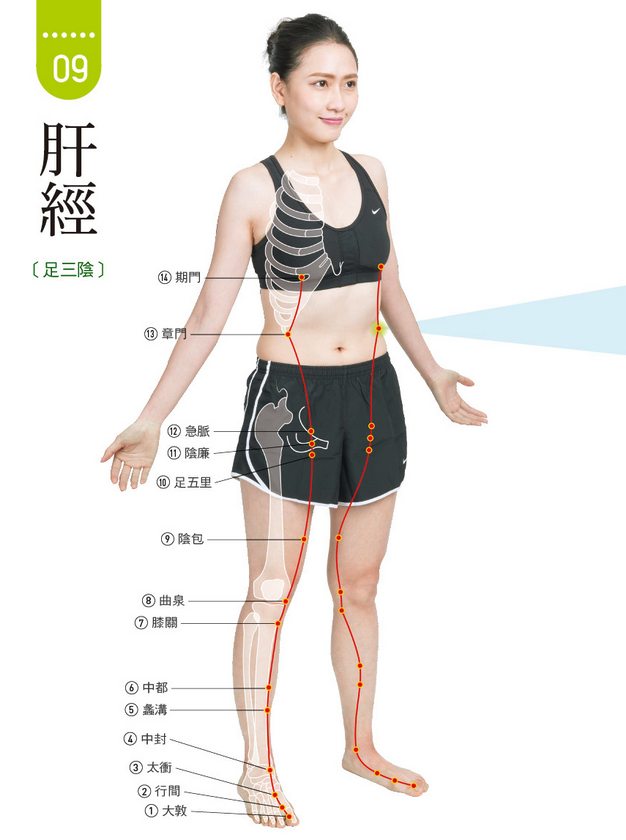 09
肝經
〔足三陰〕
⑭ 期門
⑬ 章門
⑫ 急脈
⑪ 陰廉
⑩ 足五里
⑨ 陰包
⑧ 曲泉
⑦ 膝關
⑥ 中都
⑤ 蠡溝
④ 中封
③ 太衝
② 行間
① 大敦